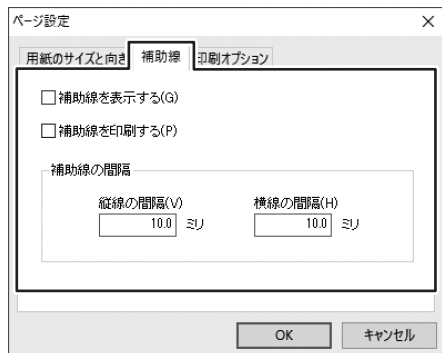 ページ設定
用紙のサイズと向き 補助線 印刷オプション
補助線を表示する(G)
補助線を印刷する(P)
補助線の間隔
縦線の間隔(V) 横線の間隔(H)
10.0 ミリ 10.0 ミリ
OK キャンセル